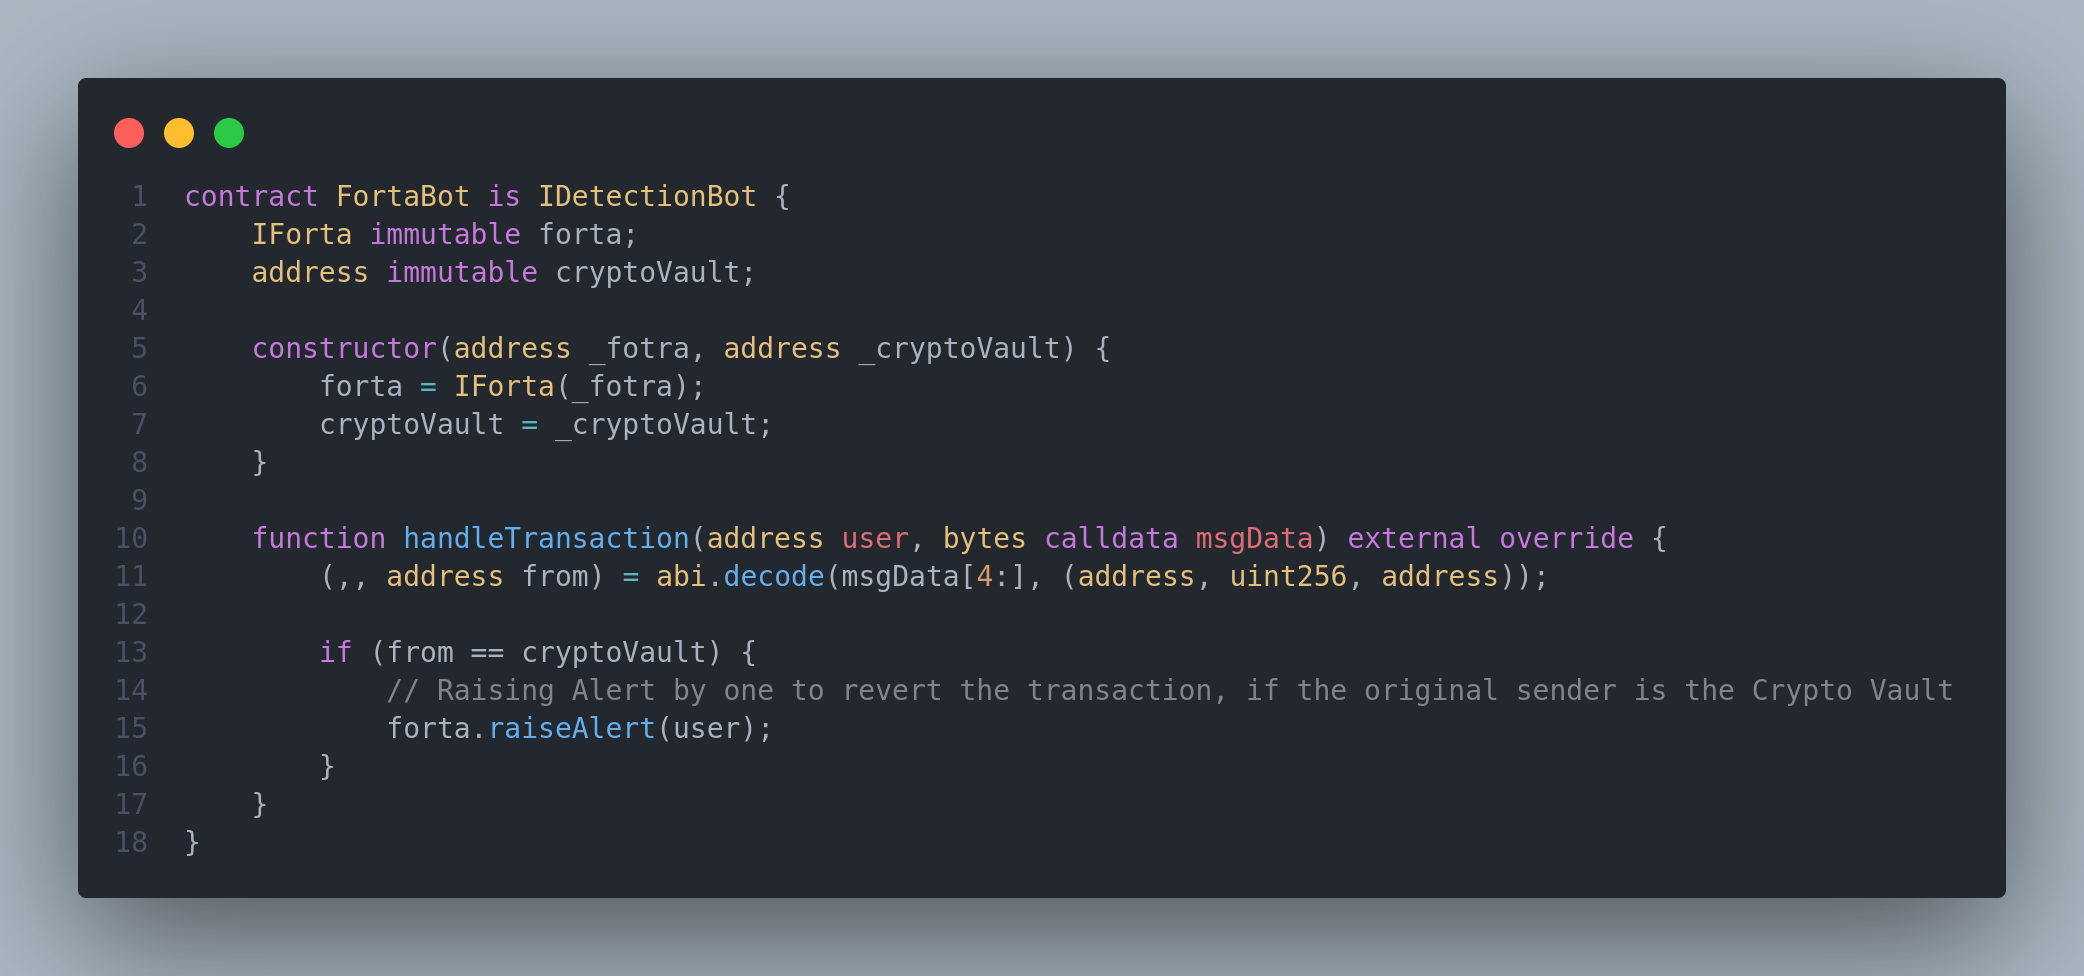 1 contract FortaBot is IDetectionBot {
2     IForta immutable forta;
3     address immutable cryptoVault;
4
5     constructor(address _fotra, address _cryptoVault) {
6         forta = IForta(_fotra);
7         cryptoVault = _cryptoVault;
8     }
9
10     function handleTransaction(address user, bytes calldata msgData) external override {
11         (,, address from) = abi.decode(msgData[4:], (address, uint256, address));
12
13         if (from == cryptoVault) {
14             // Raising Alert by one to revert the transaction, if the original sender is the Crypto Vault
15             forta.raiseAlert(user);
16         }
17     }
18 }